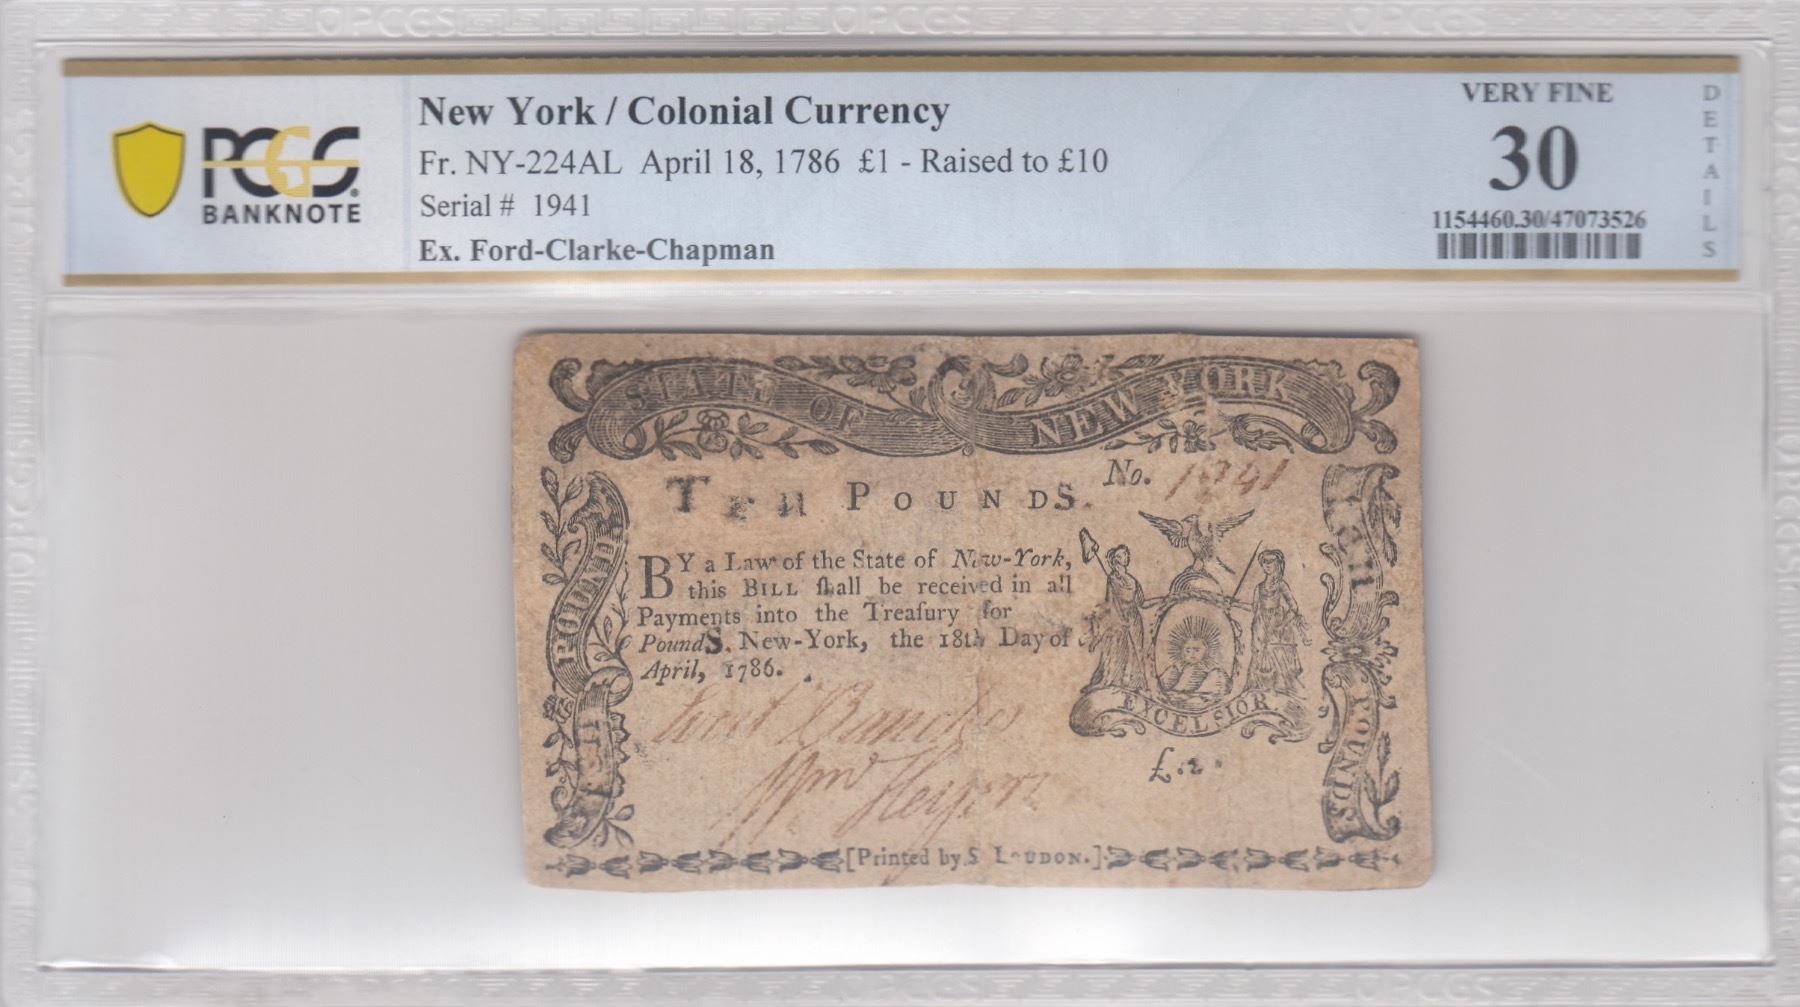 PCGS BANKNOTE
New York / Colonial Currency
Fr. NY-224AL April 18, 1786 £1 - Raised to £10
Serial # 1941
Ex. Ford-Clarke-Chapman
VERY FINE
30
1154460.30/47073526
DETAILS
STATE OF NEW YORK
No. 1941
TEN POUNDS.
BY a Law of the State of New-York,
this BILL ſhall be received in all
Payments into the Treaſury for
PoundS. New-York, the 18th Day of
April, 1786.
EXCELSIOR
POUNDS
TEN
POUNDS
[Printed by S. LOUDON.]